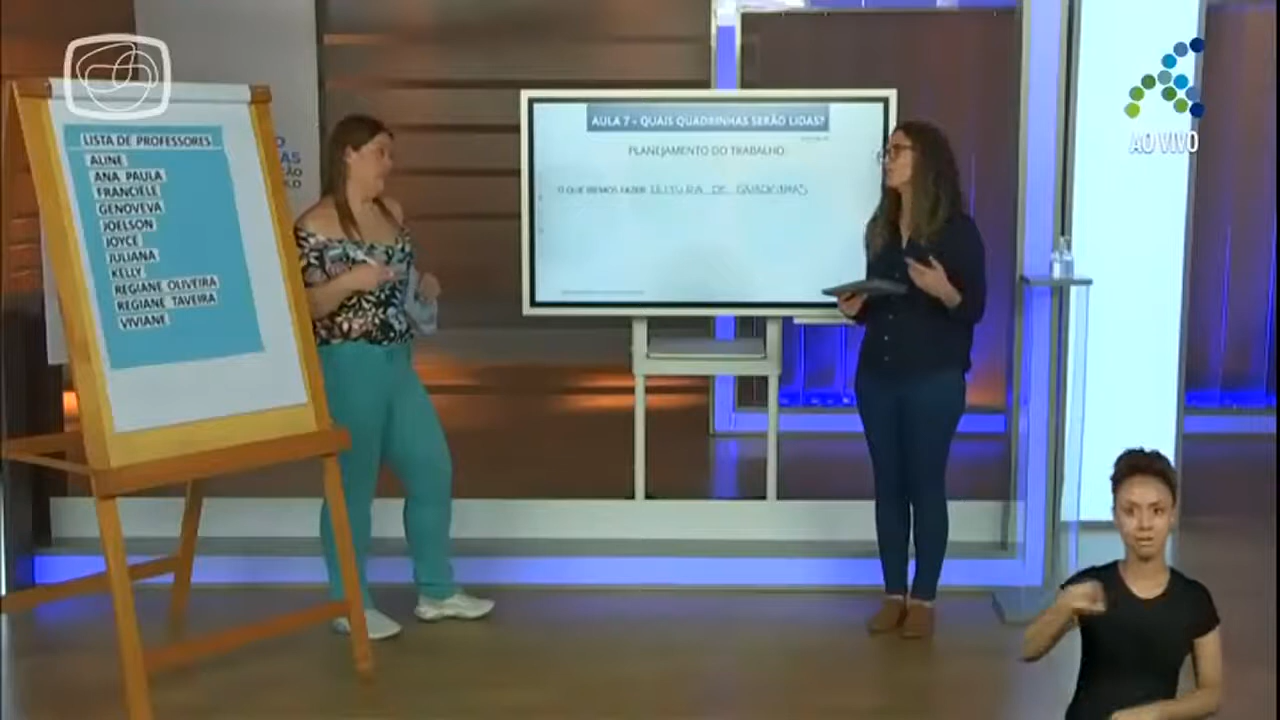 LISTA DE PROFESSORES
ALINE
ANA PAULA
FRANCIELE
GENOVEVA
JOELSON
JOYCE
JULIANA
KELLY
REGIANE OLIVEIRA
REGIANE TAVEIRA
VIVIANE
AULA 7 - QUAIS QUADRINHAS SERÃO LIDAS?
PLANEJAMENTO DO TRABALHO
O QUE IREMOS FAZER: LEITURA DE QUADRINHAS
AO VIVO